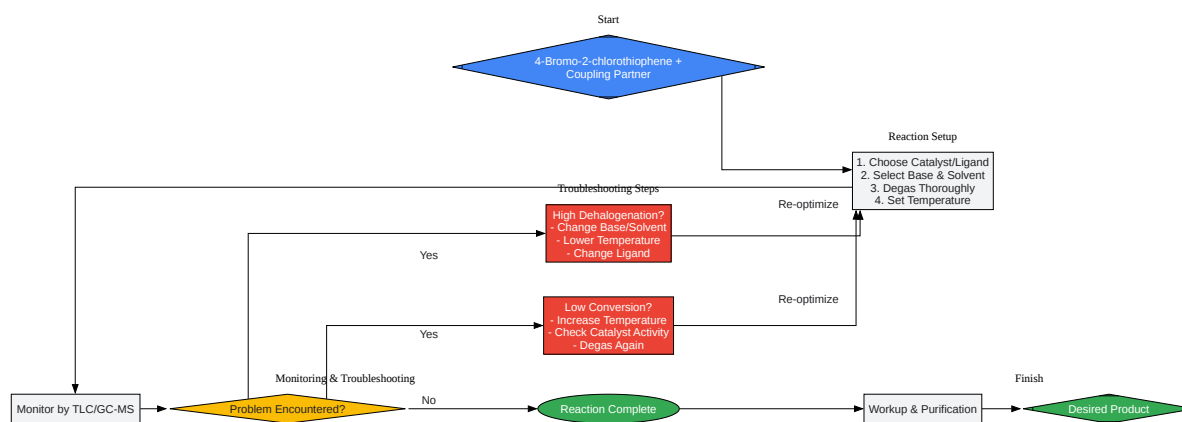 Start
4-Bromo-2-chlorothiophene +
Coupling Partner
Reaction Setup
1. Choose Catalyst/Ligand
2. Select Base & Solvent
3. Degas Thoroughly
4. Set Temperature
Troubleshooting Steps
High Dehalogenation?
- Change Base/Solvent
- Lower Temperature
- Change Ligand
Re-optimize
Yes
Low Conversion?
- Increase Temperature
- Check Catalyst Activity
- Degas Again
Re-optimize
Yes
Monitoring & Troubleshooting
Monitor by TLC/GC-MS
Problem Encountered?
No
Reaction Complete
Workup & Purification
Finish
Desired Product